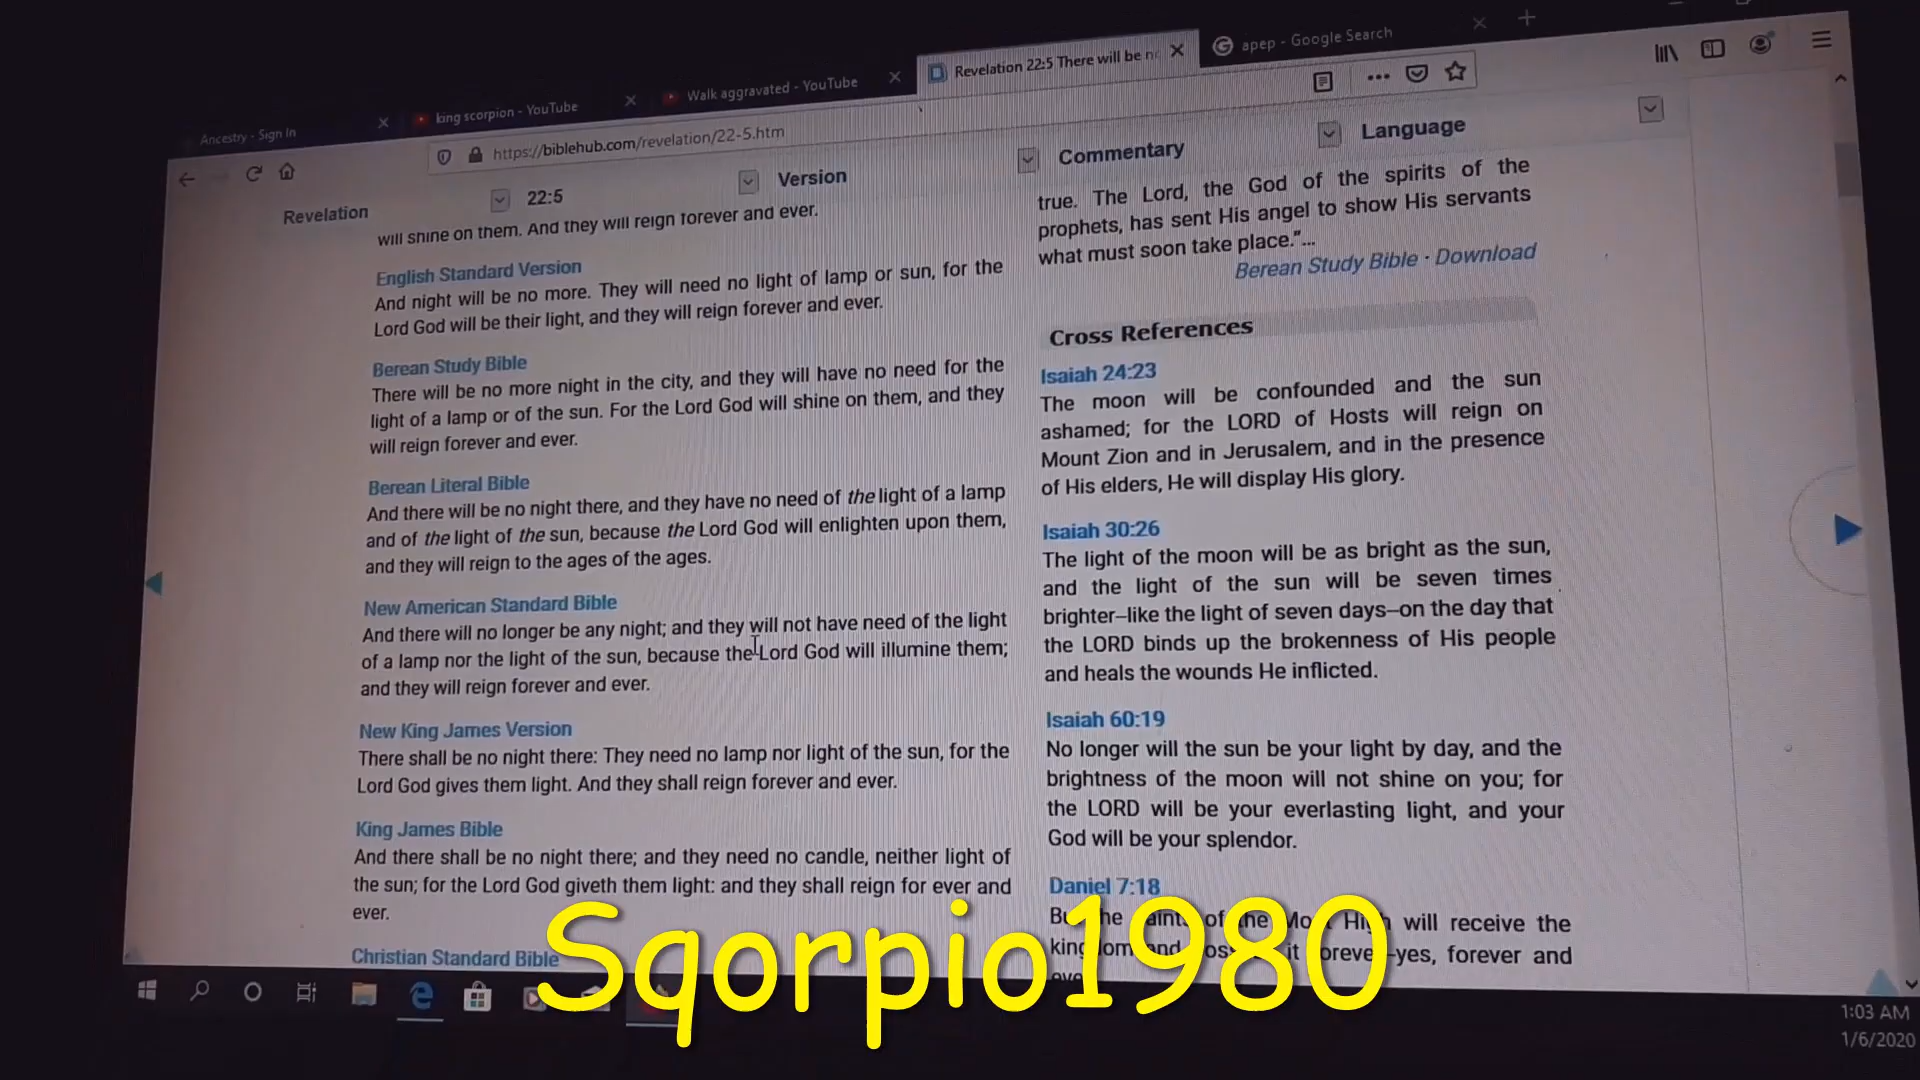 Ancestry - Sign In
king scorpion - YouTube
Walk aggravated - YouTube
Revelation 22:5 There will be no
apep - Google Search
https://biblehub.com/revelation/22-5.htm
Revelation
22:5
Version
Commentary
Language
will shine on them. And they will reign forever and ever.
English Standard Version
And night will be no more. They will need no light of lamp or sun, for the
Lord God will be their light, and they will reign forever and ever.
Berean Study Bible
There will be no more night in the city, and they will have no need for the
light of a lamp or of the sun. For the Lord God will shine on them, and they
will reign forever and ever.
Berean Literal Bible
And there will be no night there, and they have no need of the light of a lamp
and of the light of the sun, because the Lord God will enlighten upon them,
and they will reign to the ages of the ages.
New American Standard Bible
And there will no longer be any night; and they will not have need of the light
of a lamp nor the light of the sun, because the Lord God will illumine them;
and they will reign forever and ever.
New King James Version
There shall be no night there: They need no lamp nor light of the sun, for the
Lord God gives them light. And they shall reign forever and ever.
King James Bible
And there shall be no night there; and they need no candle, neither light of
the sun; for the Lord God giveth them light: and they shall reign for ever and
ever.
Christian Standard Bible
true. The Lord, the God of the spirits of the
prophets, has sent His angel to show His servants
what must soon take place.”...
Berean Study Bible · Download
Cross References
Isaiah 24:23
The moon will be confounded and the sun
ashamed; for the LORD of Hosts will reign on
Mount Zion and in Jerusalem, and in the presence
of His elders, He will display His glory.
Isaiah 30:26
The light of the moon will be as bright as the sun,
and the light of the sun will be seven times
brighter—like the light of seven days—on the day that
the LORD binds up the brokenness of His people
and heals the wounds He inflicted.
Isaiah 60:19
No longer will the sun be your light by day, and the
brightness of the moon will not shine on you; for
the LORD will be your everlasting light, and your
God will be your splendor.
Daniel 7:18
But the saints of the Most High will receive the
kingdom and possess it forever—yes, forever and
Sqorpio1980
1:03 AM
1/6/2020